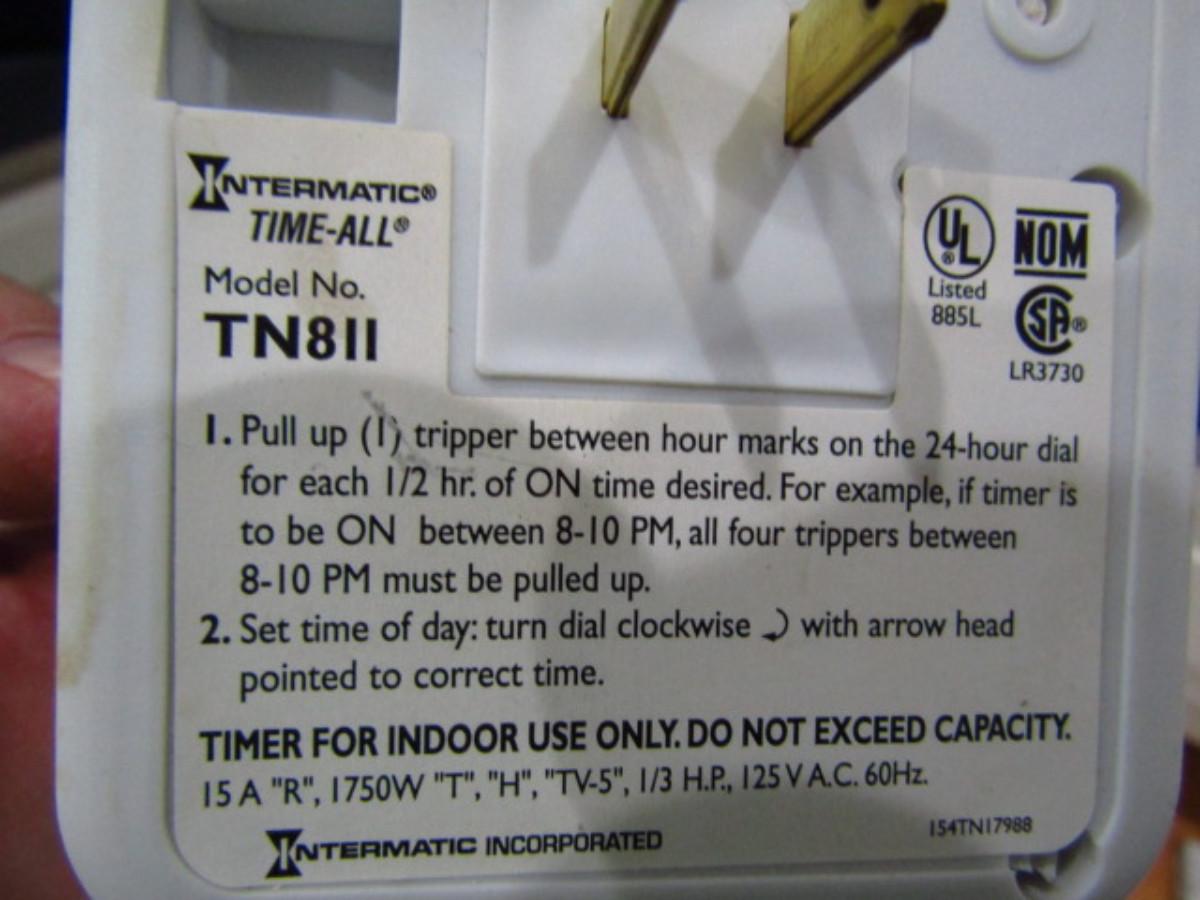 INTERMATIC®
TIME-ALL®
Model No.
TN811
UL® NOM
Listed
885L
SA®
LR3730
1. Pull up (1) tripper between hour marks on the 24-hour dial
for each 1/2 hr. of ON time desired. For example, if timer is
to be ON between 8-10 PM, all four trippers between
8-10 PM must be pulled up.
2. Set time of day: turn dial clockwise with arrow head
pointed to correct time.
TIMER FOR INDOOR USE ONLY. DO NOT EXCEED CAPACITY.
15 A "R", 1750W "T", "H", "TV-5", 1/3 H.P., 125 V A.C. 60Hz.
INTERMATIC INCORPORATED
154TN17988